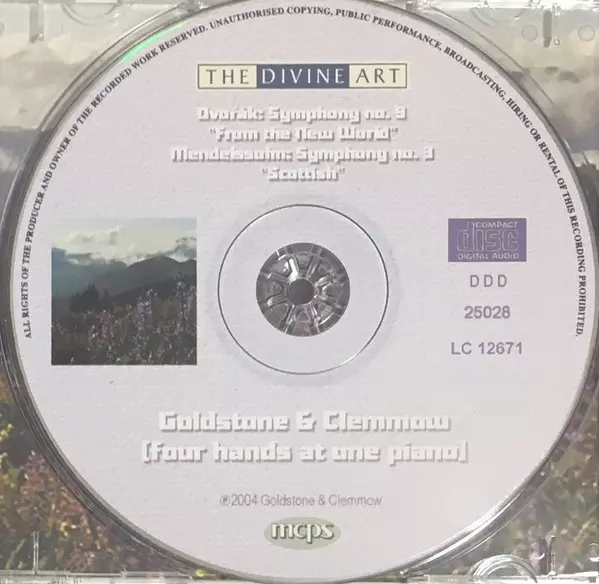 ALL RIGHTS OF THE PRODUCER AND OWNER OF THE RECORDED WORK RESERVED. UNAUTHORISED COPYING, PUBLIC PERFORMANCE, BROADCASTING, HIRING OR RENTAL OF THIS RECORDING PROHIBITED.
THE DIVINE ART
Dvorák: Symphony no. 9
"From the New World"
Mendelssohn: Symphony no. 3
"Scottish"
COMPACT
disc
DIGITAL AUDIO
DDD
25028
LC 12671
Goldstone & Clemmow
(four hands at one piano)
℗2004 Goldstone & Clemmow
mcps